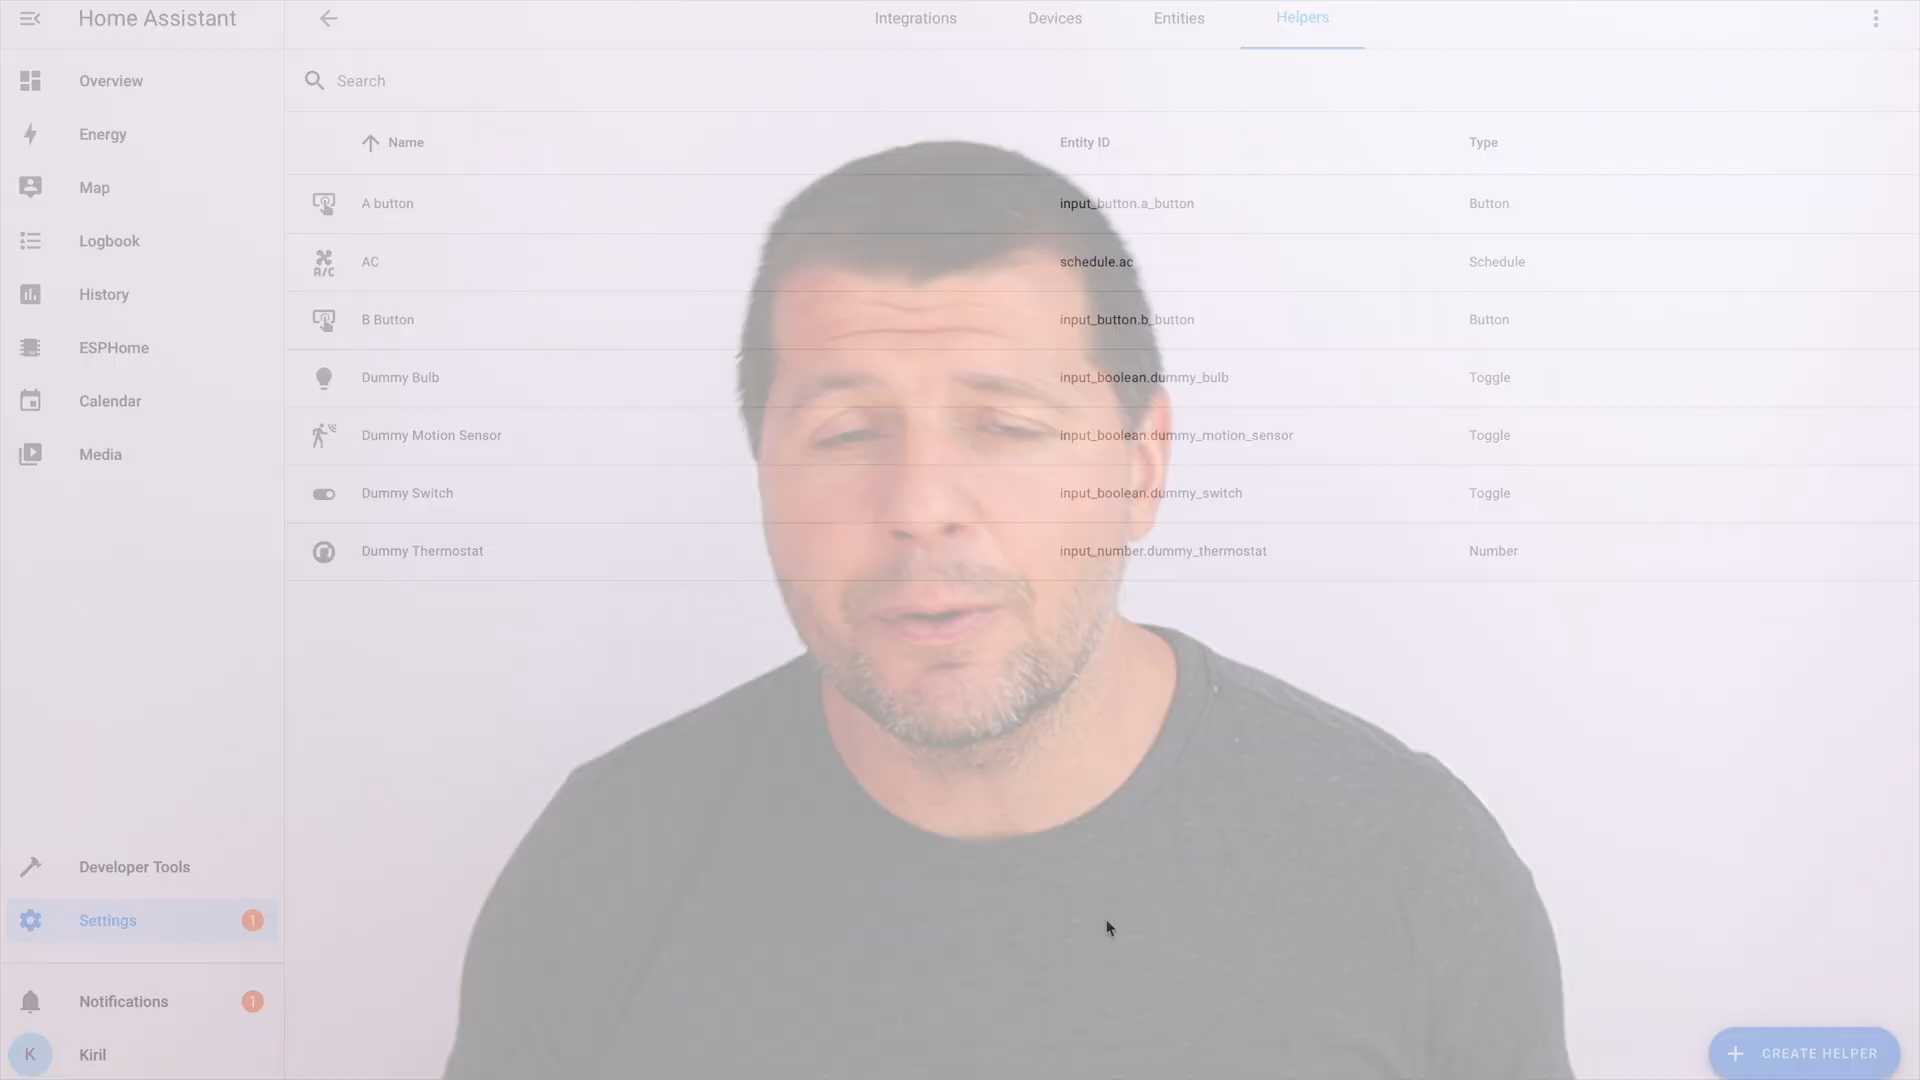 Home Assistant
Integrations Devices Entities Helpers
Overview
Search
Energy
Name Entity ID Type
Map
A button input_button.a_button Button
Logbook
AC schedule.ac Schedule
A/C
History
B Button input_button.b_button Button
ESPHome
Dummy Bulb input_boolean.dummy_bulb Toggle
Calendar
Dummy Motion Sensor input_boolean.dummy_motion_sensor Toggle
Media
Dummy Switch input_boolean.dummy_switch Toggle
Dummy Thermostat input_number.dummy_thermostat Number
Developer Tools
Settings 1
Notifications 1
K Kiril
+ CREATE HELPER